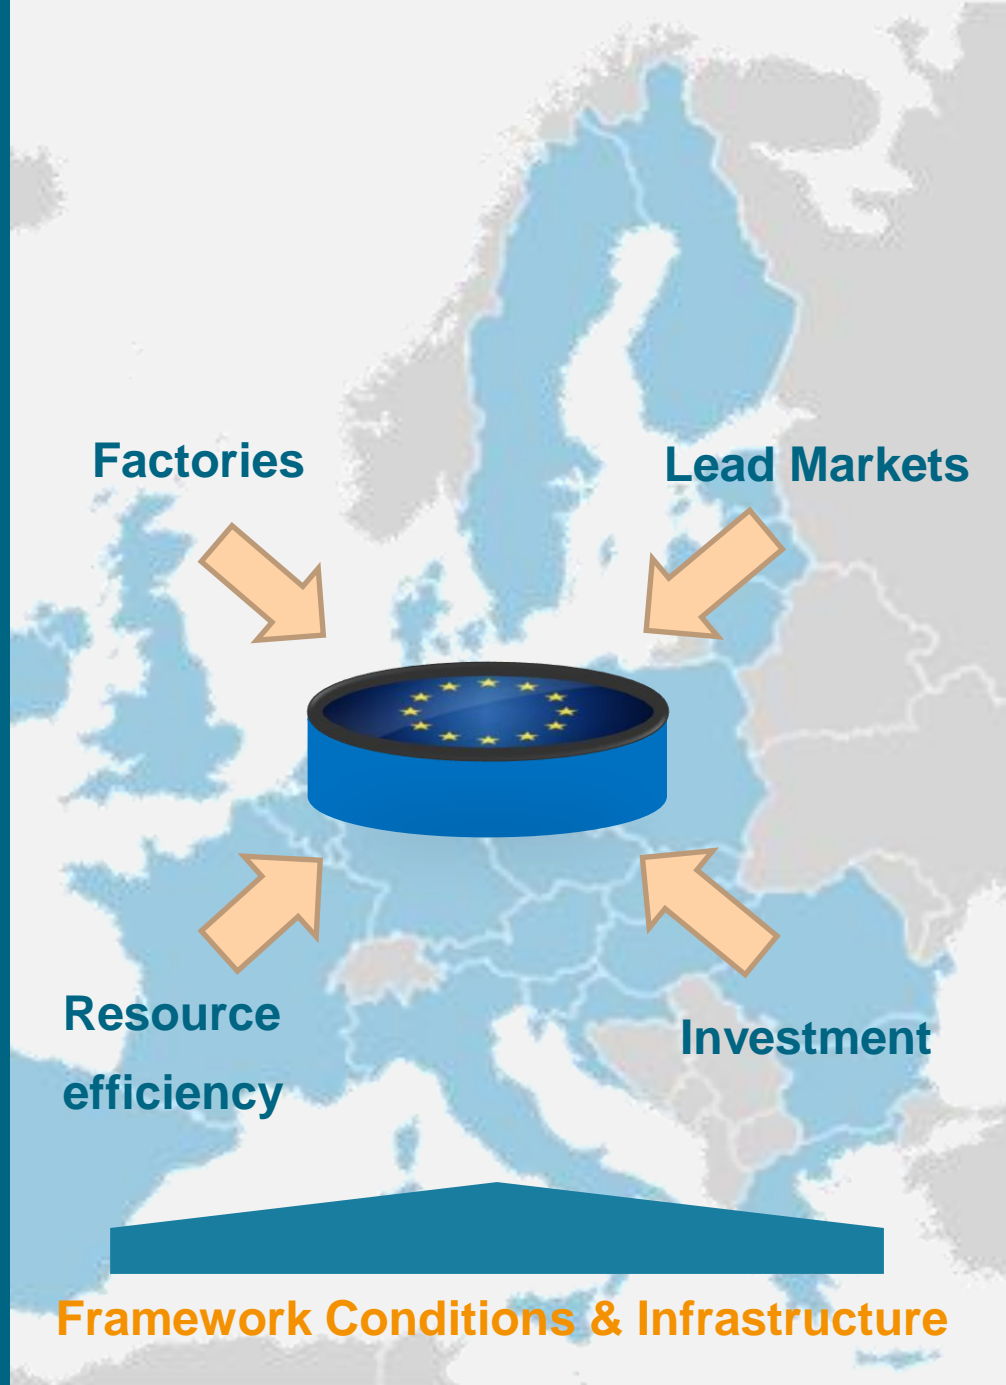 Factories
Lead Markets
Resource
efficiency
Investment
Framework Conditions & Infrastructure